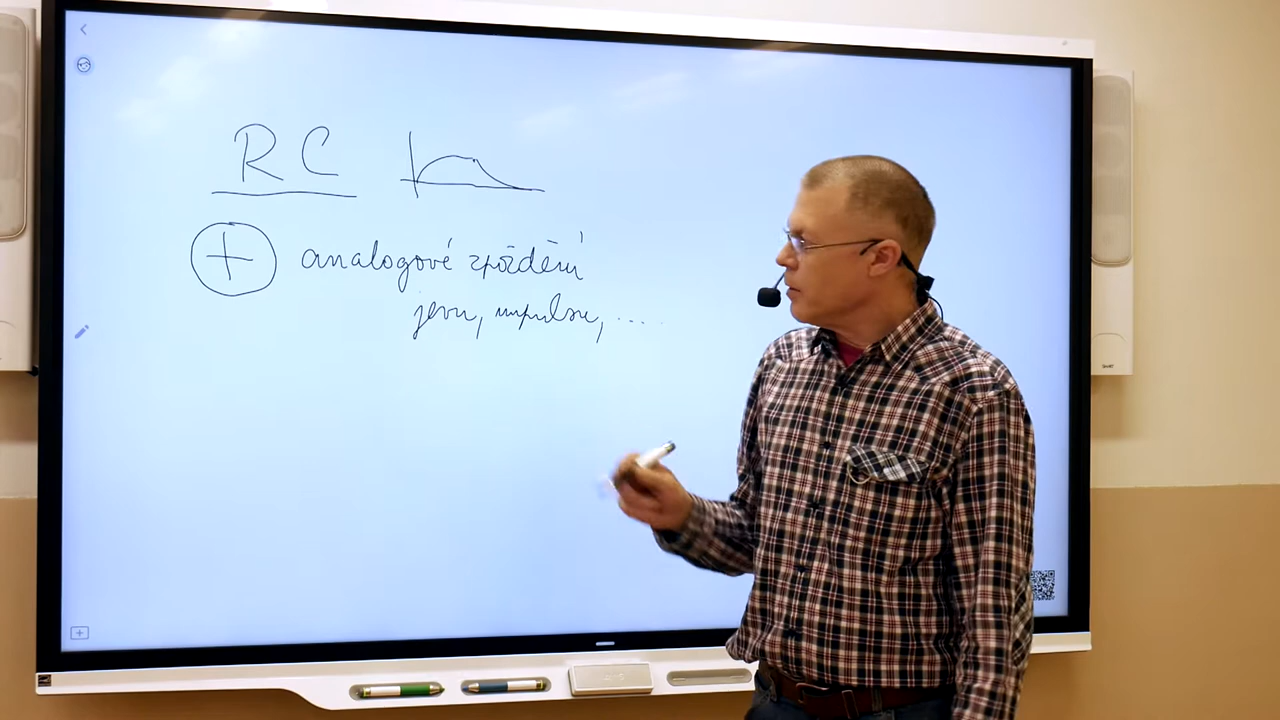 RC
+ analogové zpoždění
jevu, impulsu, ....